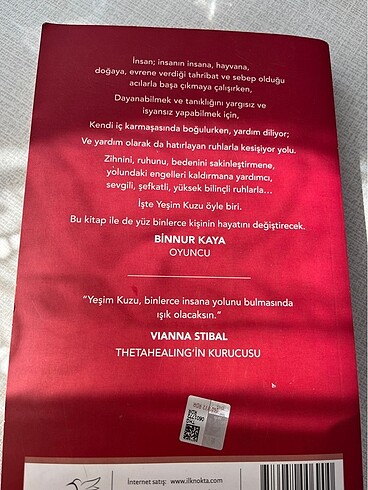 İnsan; insanın insana, hayvana,
doğaya, evrene verdiği tahribat ve sebep olduğu
acılarla başa çıkmaya çalışırken,
Dayanabilmek ve tanıklığını yargısız ve
isyansız yapabilmek için,
Kendi iç karmaşasında boğulurken, yardım diliyor;
Ve yardım olarak da hatırlayan ruhlarla kesişiyor yolu.
Zihnini, ruhunu, bedenini sakinleştirmene,
yolundaki engelleri kaldırmana yardımcı,
sevgili, şefkatli, yüksek bilinçli ruhlarla...
İşte Yeşim Kuzu öyle biri.
Bu kitap ile de yüz binlerce kişinin hayatını değiştirecek.
BİNNUR KAYA
OYUNCU
"Yeşim Kuzu, binlerce insana yolunu bulmasında
ışık olacaksın."
VIANNA STIBAL
THETAHEALING'İN KURUCUSU
İnternet satış: www.ilknokta.com